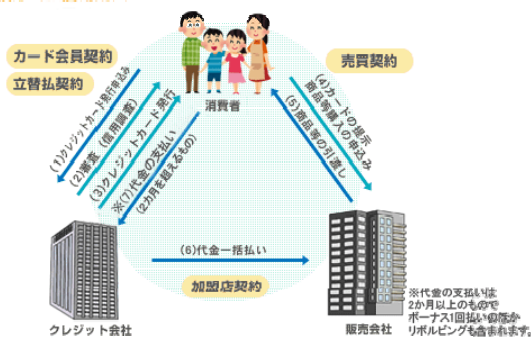 カード会員契約
立替払契約
売買契約
消費者
(1)クレジットカード発行申込み
(2)審査（信用調査）
(3)クレジットカード発行
※(7)代金の支払い
(2カ月を超えるもの)
(4)カードの提示
商品等購入の申込み
(5)商品等の引渡し
(6)代金一括払い
加盟店契約
クレジット会社
販売会社
※代金の支払いは
2か月以上のもので
ボーナス1回払いのほか
リボルビングも含まれます。